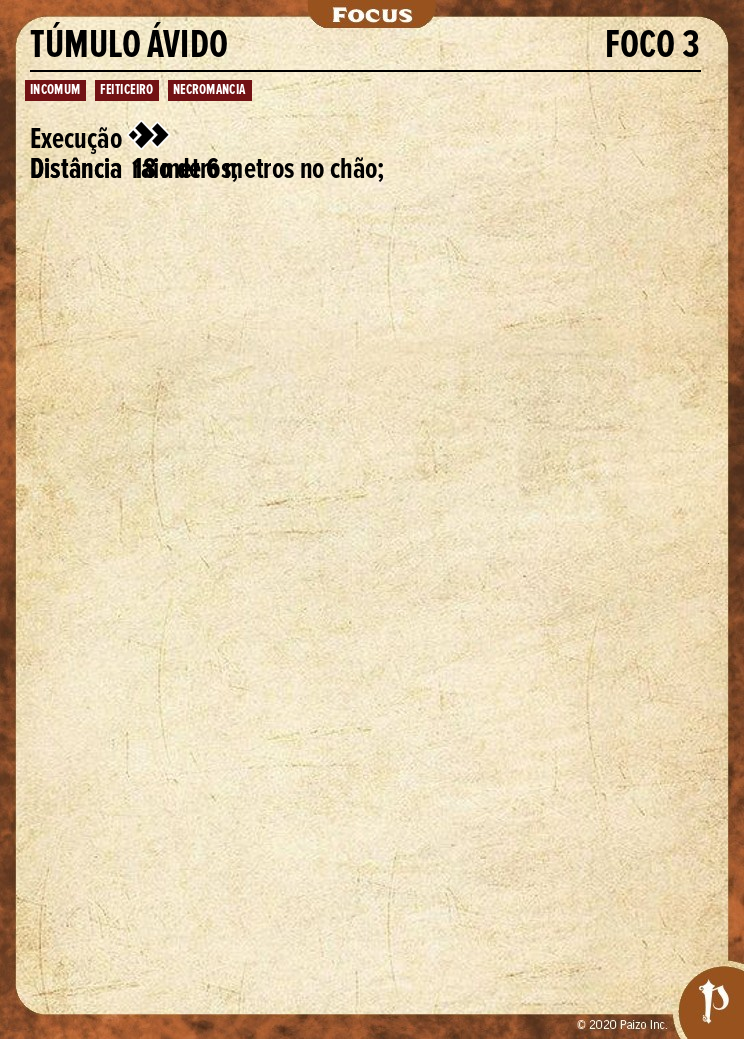 Focus
TÚMULO ÁVIDO FOCO 3
INCOMUM FEITICEIRO NECROMANCIA
Execução
Distância metros no chão;
© 2020 Paizo Inc.